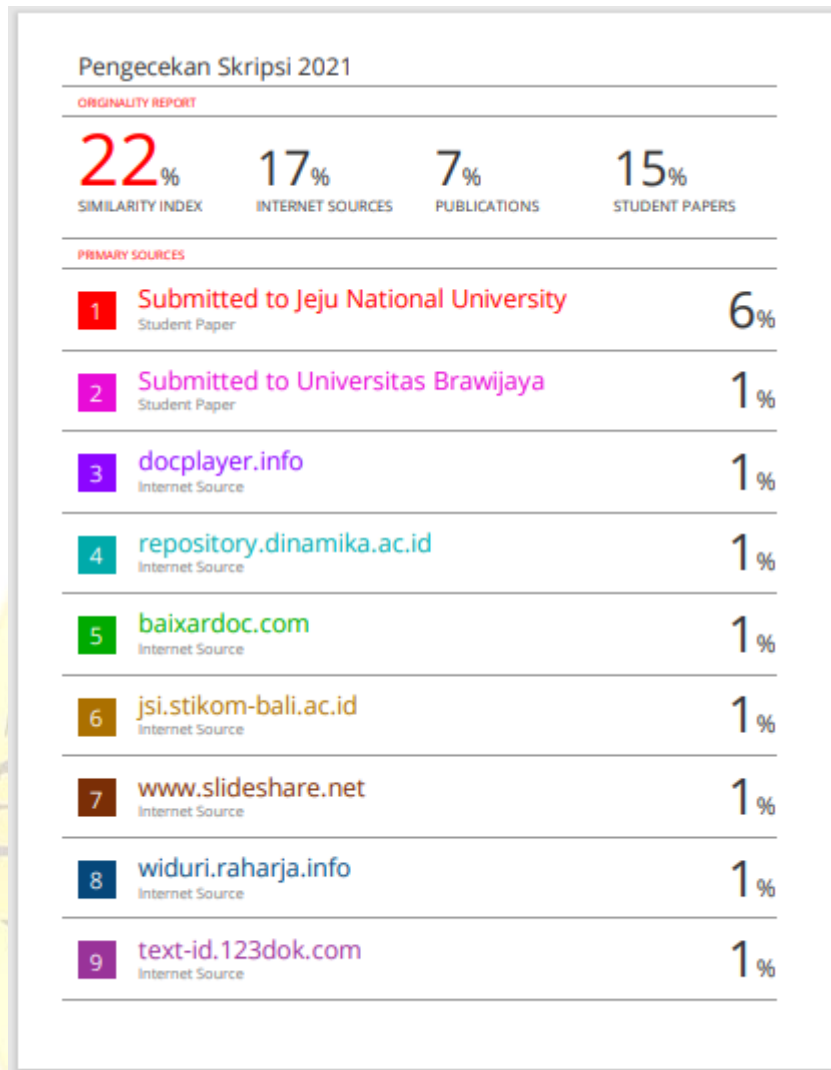 Pengecekan Skripsi 2021
ORIGINALITY REPORT
22% 17% 7% 15%
SIMILARITY INDEX INTERNET SOURCES PUBLICATIONS STUDENT PAPERS
PRIMARY SOURCES
1 Submitted to Jeju National University 6%
Student Paper
2 Submitted to Universitas Brawijaya 1%
Student Paper
3 docplayer.info 1%
Internet Source
4 repository.dinamika.ac.id 1%
Internet Source
5 baixardoc.com 1%
Internet Source
6 jsi.stikom-bali.ac.id 1%
Internet Source
7 www.slideshare.net 1%
Internet Source
8 widuri.raharja.info 1%
Internet Source
9 text-id.123dok.com 1%
Internet Source